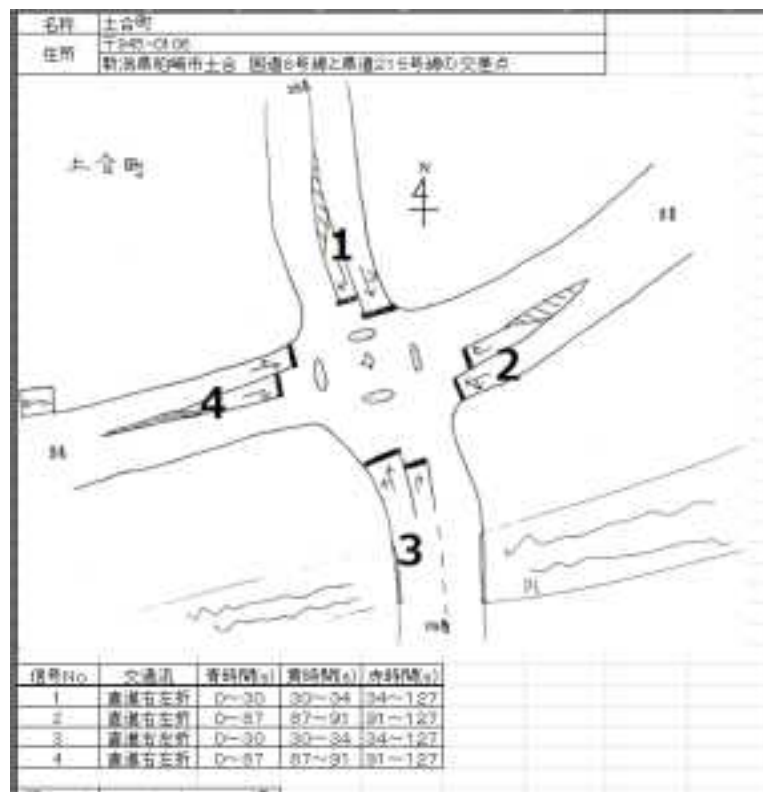 名称 土合町
住所 〒945-0106
新潟県柏崎市土合 国道8号線と県道215号線の交差点
土合町
N
4
1
2
4
3
信号No 交通流 青時間(s) 黄時間(s) 赤時間(s)
1 直進右左折 0~30 30~34 34~127
2 直進右左折 0~87 87~91 91~127
3 直進右左折 0~30 30~34 34~127
4 直進右左折 0~87 87~91 91~127